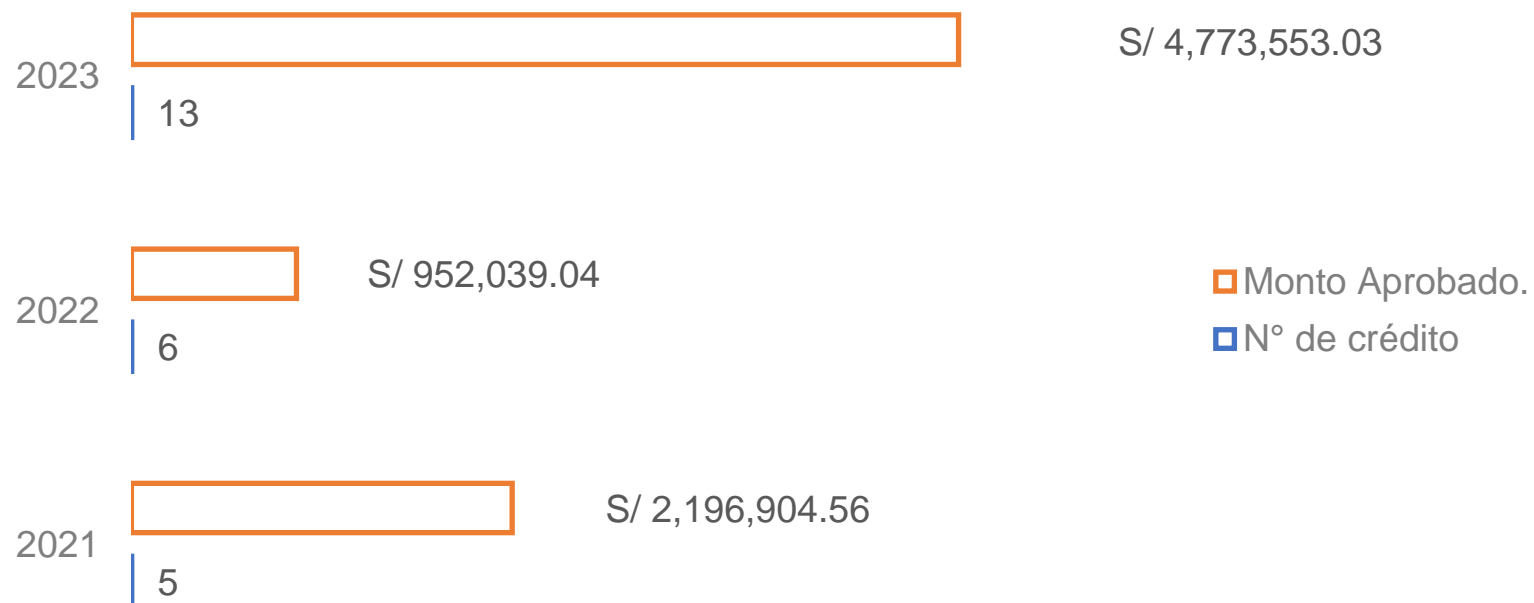 2023
S/ 4,773,553.03
13
2022
S/ 952,039.04
6
2021
S/ 2,196,904.56
5
Monto Aprobado.
N° de crédito